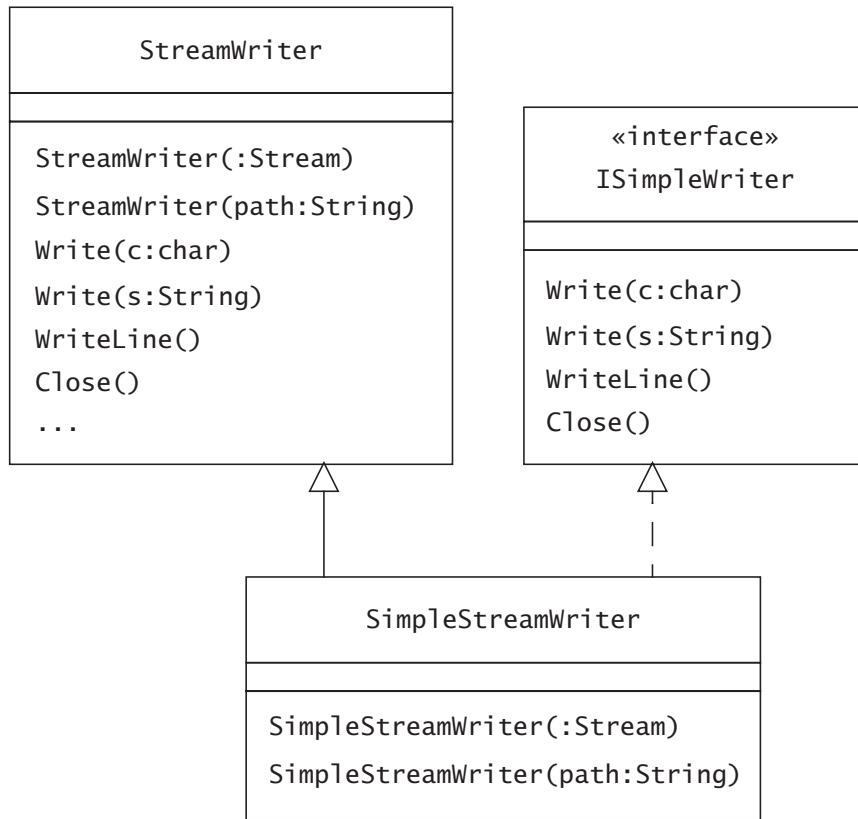 StreamWriter
StreamWriter(:Stream)
StreamWriter(path:String)
Write(c:char)
Write(s:String)
WriteLine()
Close()
...
«interface»
ISimpleWriter
Write(c:char)
Write(s:String)
WriteLine()
Close()
SimpleStreamWriter
SimpleStreamWriter(:Stream)
SimpleStreamWriter(path:String)